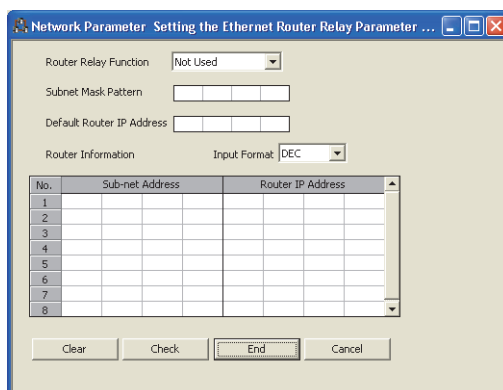 Network Parameter Setting the Ethernet Router Relay Parameter ...
Router Relay Function Not Used
Subnet Mask Pattern
Default Router IP Address
Router Information Input Format DEC
No. Sub-net Address Router IP Address
1
2
3
4
5
6
7
8
Clear Check End Cancel